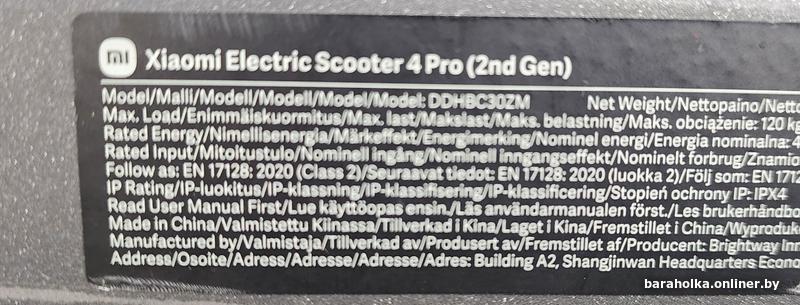 mi Xiaomi Electric Scooter 4 Pro (2nd Gen)
Model/Malli/Modell/Modell/Model/Model: DDHBC30ZM Net Weight/Nettopaino/Netto
Max. Load/Enimmäiskuormitus/Max. last/Makslast/Maks. belastning/Maks. obciążenie: 120 kg
Rated Energy/Nimellisenergia/Märkeffekt/Energimerking/Nominel energi/Energia nominalna: 4
Rated Input/Mitoitustulo/Nominell ingång/Nominell inngangseffekt/Nominelt forbrug/Znamio
Follow as: EN 17128: 2020 (Class 2)/Seuraavat tiedot: EN 17128: 2020 (luokka 2)/Följ som: EN 1712
IP Rating/IP-luokitus/IP-klassning/IP-klassifisering/IP-klassificering/Stopień ochrony IP: IPX4
Read User Manual First/Lue käyttöopas ensin./Läs användarmanualen först./Les brukerhåndbo
Made in China/Valmistettu Kiinassa/Tillverkad i Kina/Laget i Kina/Fremstillet i China/Wyproduko
Manufactured by/Valmistaja/Tillverkad av/Produsert av/Fremstillet af/Producent: Brightway Inn
Address/Osoite/Adress/Adresse/Adresse/Adres: Building A2, Shangjinwan Headquarters Econo
baraholka.onliner.by